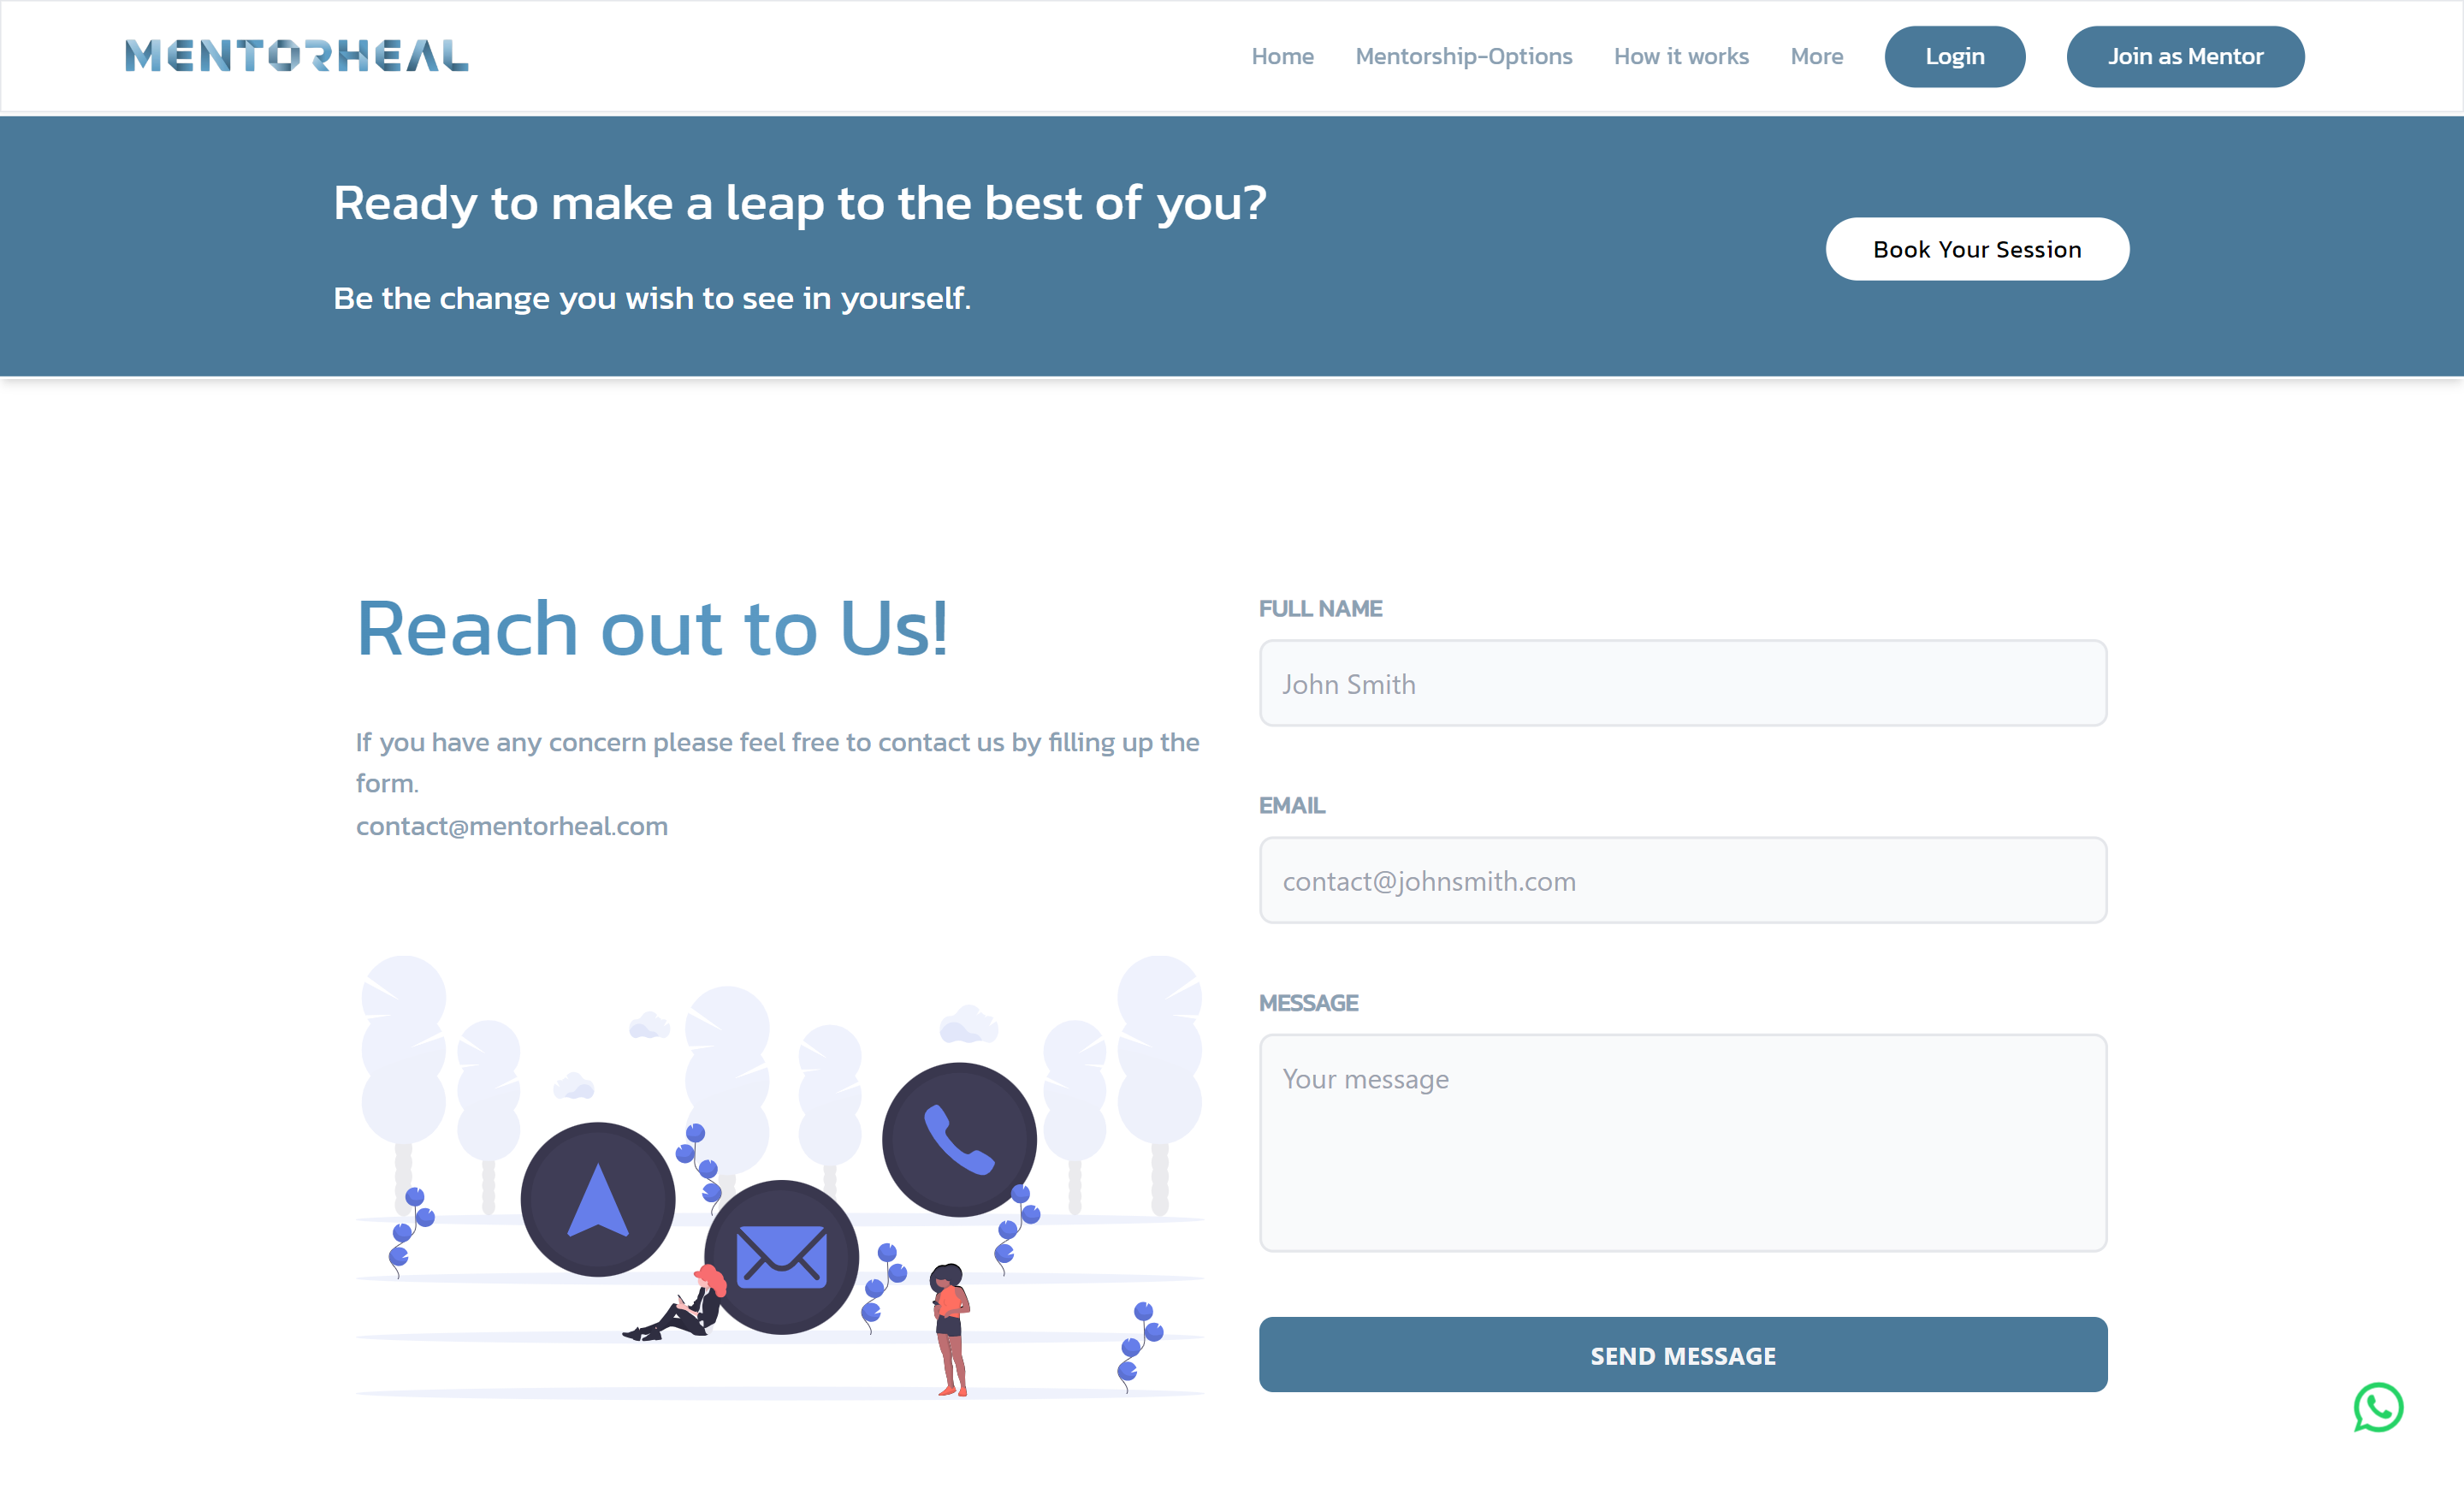 MENTORHEAL
Home Mentorship-Options How it works More Login Join as Mentor
Ready to make a leap to the best of you?
Be the change you wish to see in yourself.
Book Your Session
Reach out to Us!
If you have any concern please feel free to contact us by filling up the
form.
contact@mentorheal.com
FULL NAME
John Smith
EMAIL
contact@johnsmith.com
MESSAGE
Your message
SEND MESSAGE